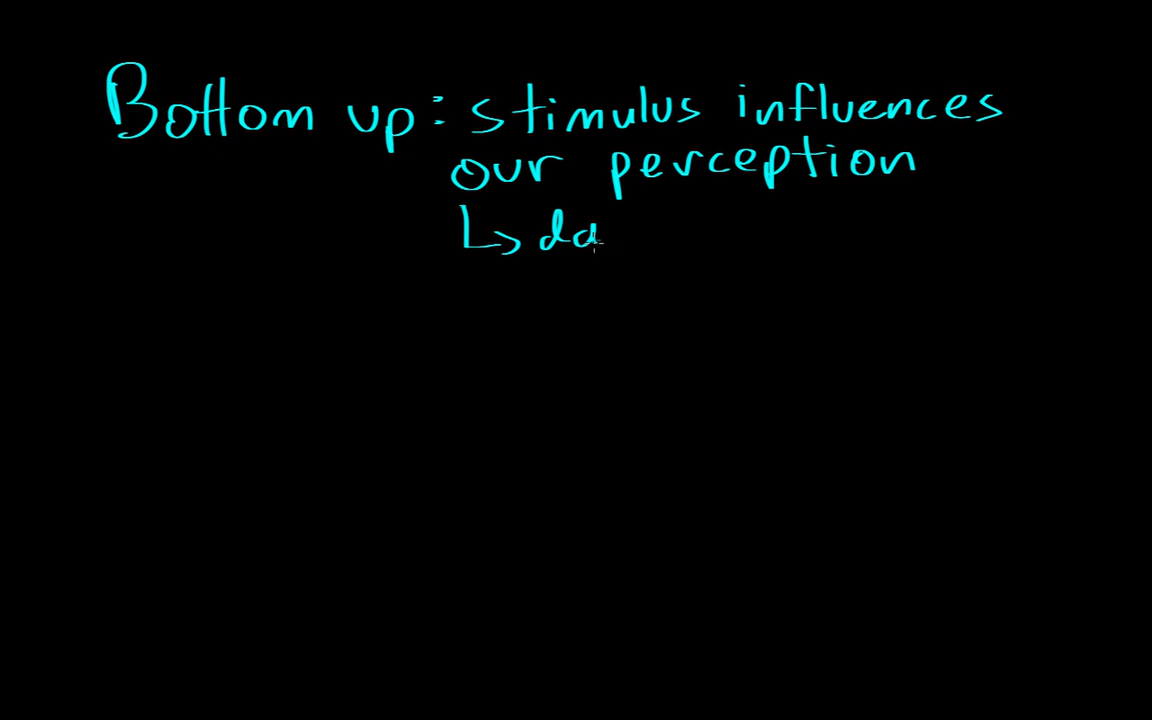 Bottom up: stimulus influences
our perception
↳ da